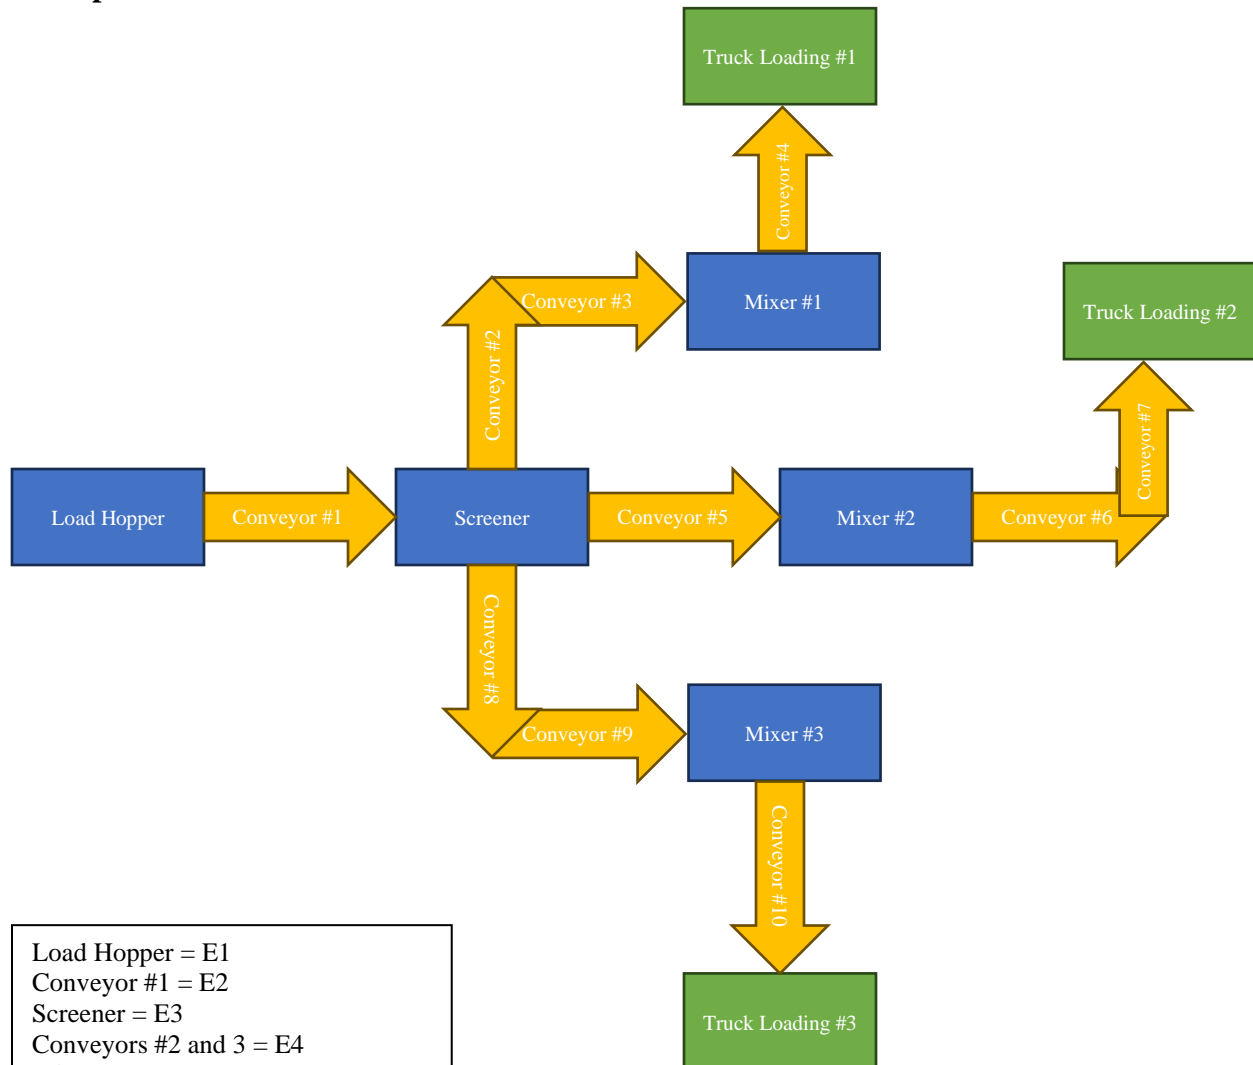 Truck Loading #1
Conveyor #4
Conveyor #3
Mixer #1
Truck Loading #2
Conveyor #2
Conveyor #7
Load Hopper
Conveyor #1
Screener
Conveyor #5
Mixer #2
Conveyor #6
Conveyor #8
Conveyor #9
Mixer #3
Conveyor #10
Load Hopper = E1
Conveyor #1 = E2
Screener = E3
Conveyors #2 and 3 = E4
Truck Loading #3